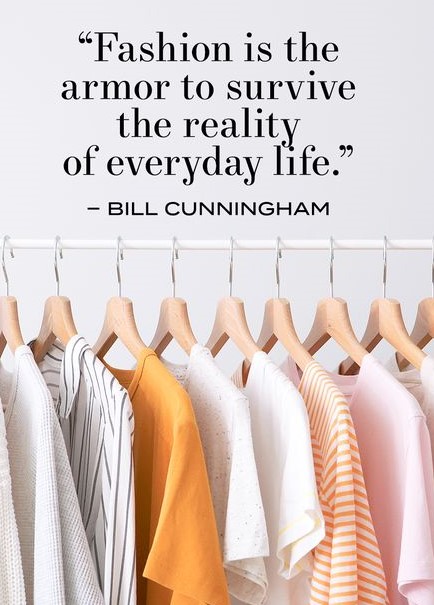 “Fashion is the
armor to survive
the reality
of everyday life.”
– BILL CUNNINGHAM